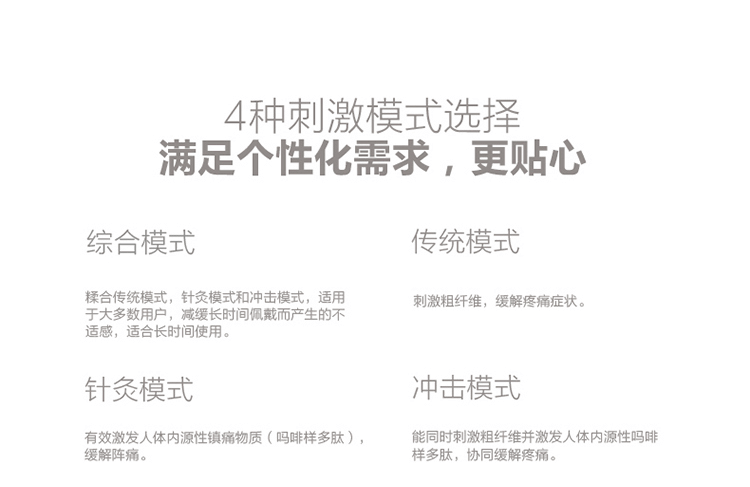 4种刺激模式选择
满足个性化需求，更贴心
综合模式
糅合传统模式，针灸模式和冲击模式，适用
于大多数用户，减缓长时间佩戴而产生的不
适感，适合长时间使用。
传统模式
刺激粗纤维，缓解疼痛症状。
针灸模式
有效激发人体内源性镇痛物质（吗啡样多肽），
缓解阵痛。
冲击模式
能同时刺激粗纤维并激发人体内源性吗啡
样多肽，协同缓解疼痛。